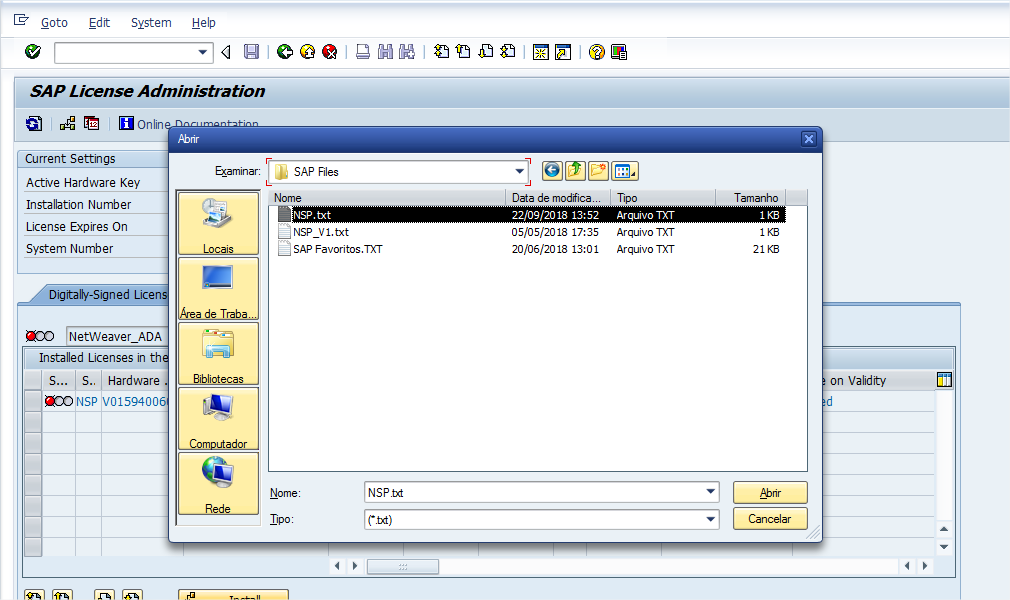 Goto Edit System Help
SAP License Administration
Online Documentation
Current Settings
Active Hardware Key
Installation Number
License Expires On
System Number
Digitally-Signed Licens
NetWeaver_ADA
Installed Licenses in the
S... S.. Hardware . e on Validity
NSP V01594006 ed
Install
Abrir
Examinar: SAP Files
Locais
Área de Traba...
Bibliotecas
Computador
Rede
Nome Data de modifica... Tipo Tamanho
NSP.txt 22/09/2018 13:52 Arquivo TXT 1 KB
NSP_V1.txt 05/05/2018 17:35 Arquivo TXT 1 KB
SAP Favoritos.TXT 20/06/2018 13:01 Arquivo TXT 21 KB
Nome: NSP.txt Abrir
Tipo: (*.txt) Cancelar